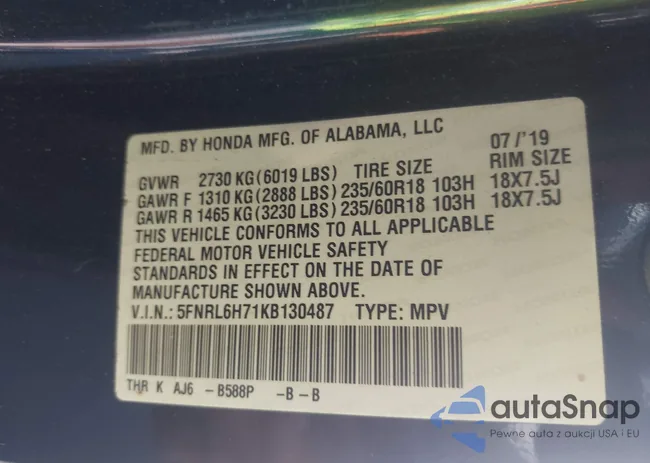 MFD. BY HONDA MFG. OF ALABAMA, LLC 07/'19
GVWR 2730 KG (6019 LBS) TIRE SIZE RIM SIZE
GAWR F 1310 KG (2888 LBS) 235/60R18 103H 18X7.5J
GAWR R 1465 KG (3230 LBS) 235/60R18 103H 18X7.5J
THIS VEHICLE CONFORMS TO ALL APPLICABLE
FEDERAL MOTOR VEHICLE SAFETY
STANDARDS IN EFFECT ON THE DATE OF
MANUFACTURE SHOWN ABOVE.
V.I.N.: 5FNRL6H71KB130487 TYPE: MPV
THR K AJ6 -B588P -B-B
autaSnap
Pewne auta z aukcji USA i EU